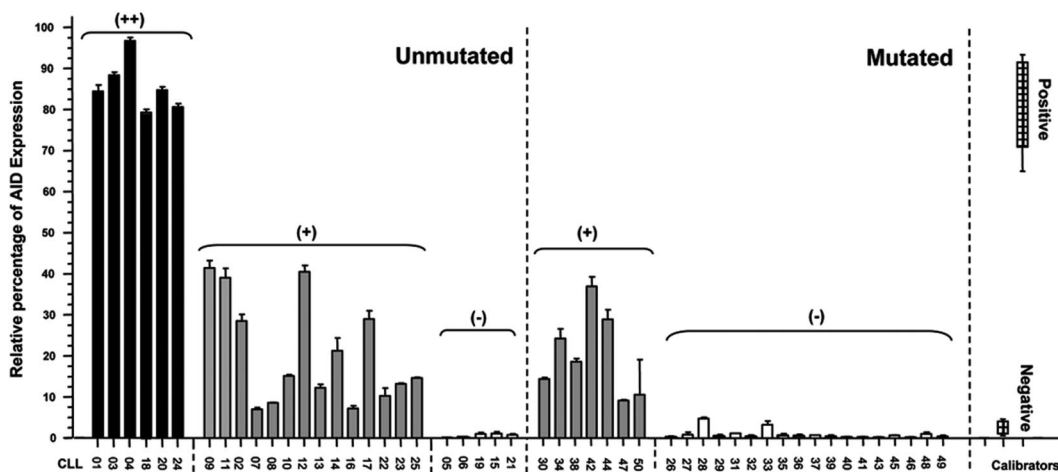 Relative percentage of AID Expression
100
90
80
70
60
50
40
30
20
10
0
(++)
Unmutated
(+)
(-)
Mutated
(+)
(-)
Positive
Negative
CLL 01 03 04 18 20 24 09 11 02 07 08 10 12 13 14 16 17 22 23 25 05 06 19 15 21 30 34 38 42 44 47 50 26 27 28 29 31 32 33 35 36 37 39 40 41 43 45 46 48 49 Calibrators